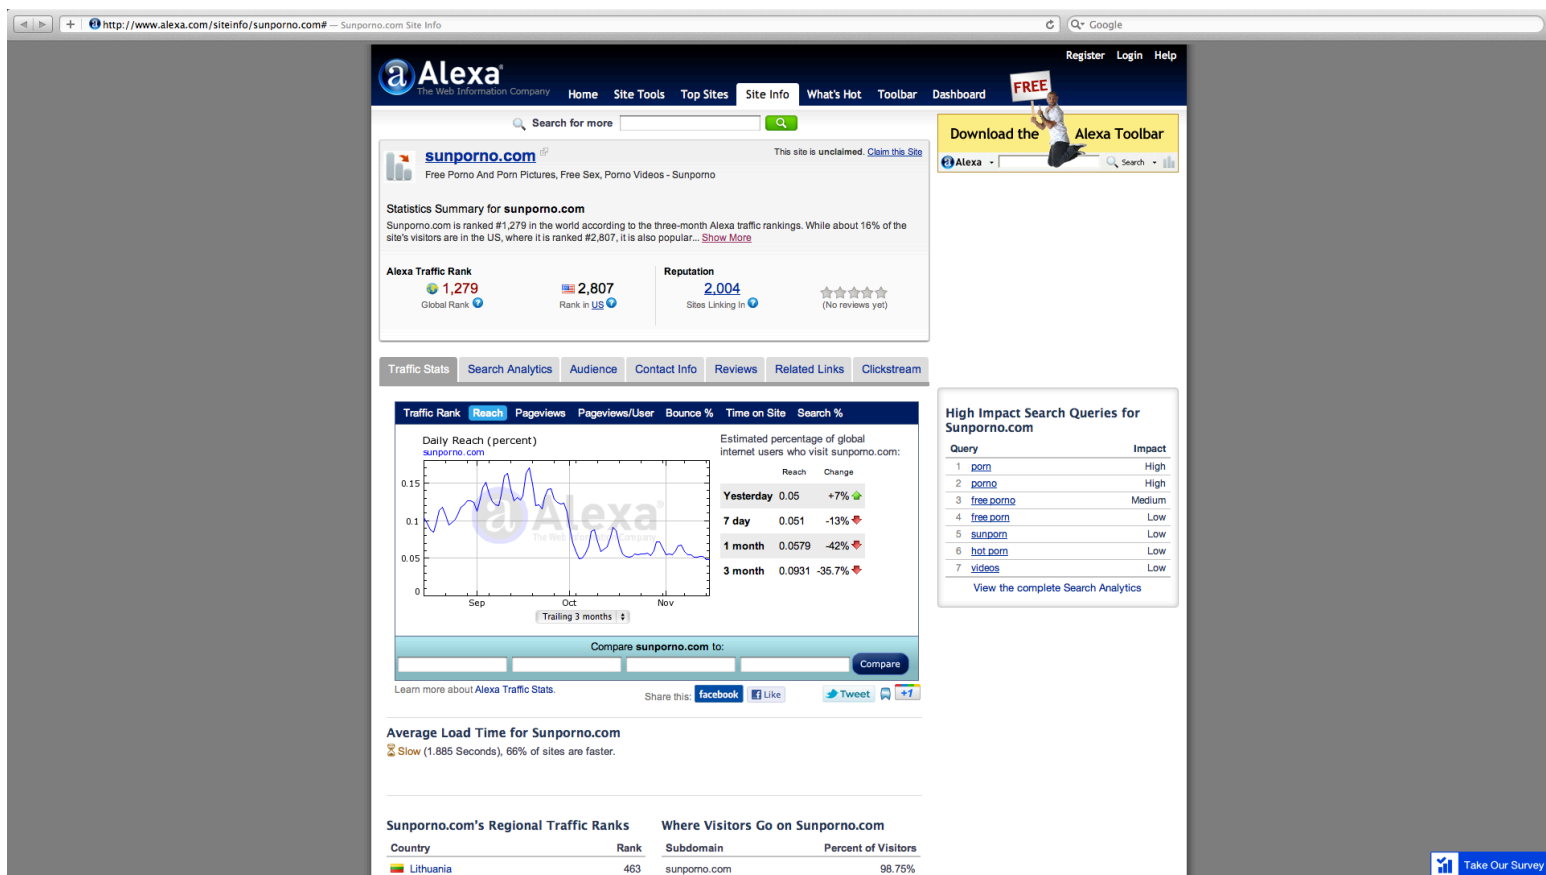 http://www.alexa.com/siteinfo/sunporno.com# — Sunporno.com Site Info
Google
Register Login Help
Alexa
The Web Information Company
Home Site Tools Top Sites Site Info What's Hot Toolbar Dashboard
FREE
Search for more
Download the Alexa Toolbar
Alexa Search
sunporno.com
This site is unclaimed. Claim this Site
Free Porno And Porn Pictures, Free Sex, Porno Videos - Sunporno
Statistics Summary for sunporno.com
Sunporno.com is ranked #1,279 in the world according to the three-month Alexa traffic rankings. While about 16% of the
site's visitors are in the US, where it is ranked #2,807, it is also popular... Show More
Alexa Traffic Rank
1,279
Global Rank ?
2,807
Rank in US ?
Reputation
2,004
Sites Linking In ?
(No reviews yet)
Traffic Stats Search Analytics Audience Contact Info Reviews Related Links Clickstream
Traffic Rank Reach Pageviews Pageviews/User Bounce % Time on Site Search %
Daily Reach (percent)
sunporno.com
0.15
0.1
0.05
0
Sep Oct Nov
Alexa
The Web Information Company
Trailing 3 months
Estimated percentage of global
internet users who visit sunporno.com:
Reach Change
Yesterday 0.05 +7%
7 day 0.051 -13%
1 month 0.0579 -42%
3 month 0.0931 -35.7%
Compare sunporno.com to:
Compare
Learn more about Alexa Traffic Stats.
Share this: facebook Like Tweet +1
High Impact Search Queries for
Sunporno.com
Query Impact
1 porn High
2 porno High
3 free porno Medium
4 free porn Low
5 sunporn Low
6 hot porn Low
7 videos Low
View the complete Search Analytics
Average Load Time for Sunporno.com
Slow (1.885 Seconds), 66% of sites are faster.
Sunporno.com's Regional Traffic Ranks
Country Rank
Lithuania 463
Where Visitors Go on Sunporno.com
Subdomain Percent of Visitors
sunporno.com 98.75%
Take Our Survey